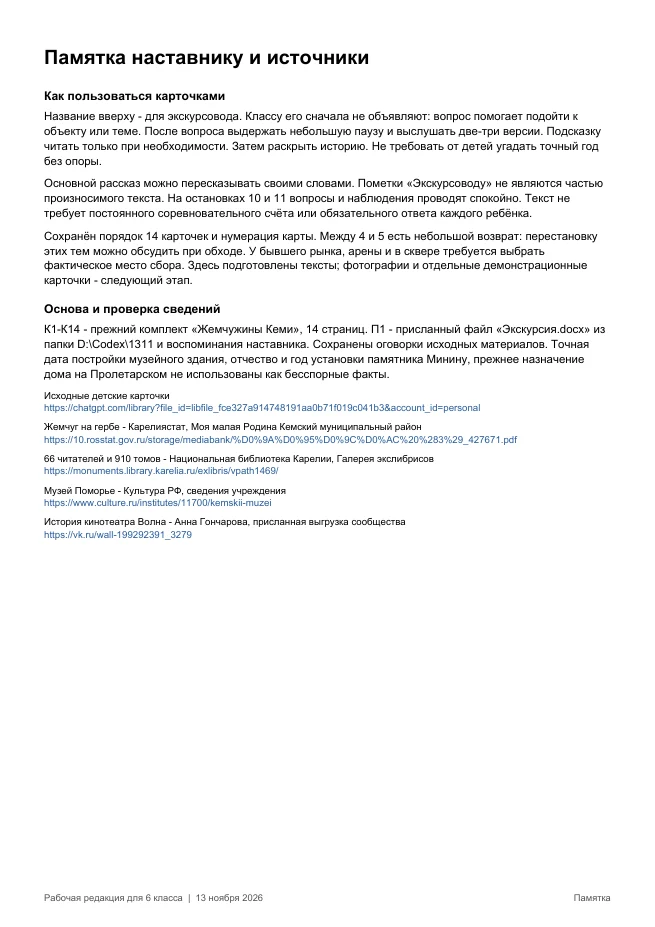 Памятка наставнику и источники
Как пользоваться карточками
Название вверху - для экскурсовода. Классу его сначала не объявляют: вопрос помогает подойти к
объекту или теме. После вопроса выдержать небольшую паузу и выслушать две-три версии. Подсказку
читать только при необходимости. Затем раскрыть историю. Не требовать от детей угадать точный год
без опоры.
Основной рассказ можно пересказывать своими словами. Пометки «Экскурсоводу» не являются частью
произносимого текста. На остановках 10 и 11 вопросы и наблюдения проводят спокойно. Текст не
требует постоянного соревновательного счёта или обязательного ответа каждого ребёнка.
Сохранён порядок 14 карточек и нумерация карты. Между 4 и 5 есть небольшой возврат: перестановку
этих тем можно обсудить при обходе. У бывшего рынка, арены и в сквере требуется выбрать
фактическое место сбора. Здесь подготовлены тексты; фотографии и отдельные демонстрационные
карточки - следующий этап.
Основа и проверка сведений
К1-К14 - прежний комплект «Жемчужины Кеми», 14 страниц. П1 - присланный файл «Экскурсия.docx» из
папки D:\Codex\1311 и воспоминания наставника. Сохранены оговорки исходных материалов. Точная
дата постройки музейного здания, отчество и год установки памятника Минину, прежнее назначение
дома на Пролетарском не использованы как бесспорные факты.
Исходные детские карточки
https://chatgpt.com/library?file_id=libfile_fce327a914748191aa0b71f019c041b3&account_id=personal
Жемчуг на гербе - Карелиястат, Моя малая Родина Кемский муниципальный район
https://10.rosstat.gov.ru/storage/mediabank/%D0%9A%D0%95%D0%9C%D0%AC%20%283%29_427671.pdf
66 читателей и 910 томов - Национальная библиотека Карелии, Галерея экслибрисов
https://monuments.library.karelia.ru/exlibris/vpath1469/
Музей Поморье - Культура РФ, сведения учреждения
https://www.culture.ru/institutes/11700/kemskii-muzei
История кинотеатра Волна - Анна Гончарова, присланная выгрузка сообщества
https://vk.ru/wall-199292391_3279
Рабочая редакция для 6 класса | 13 ноября 2026
Памятка